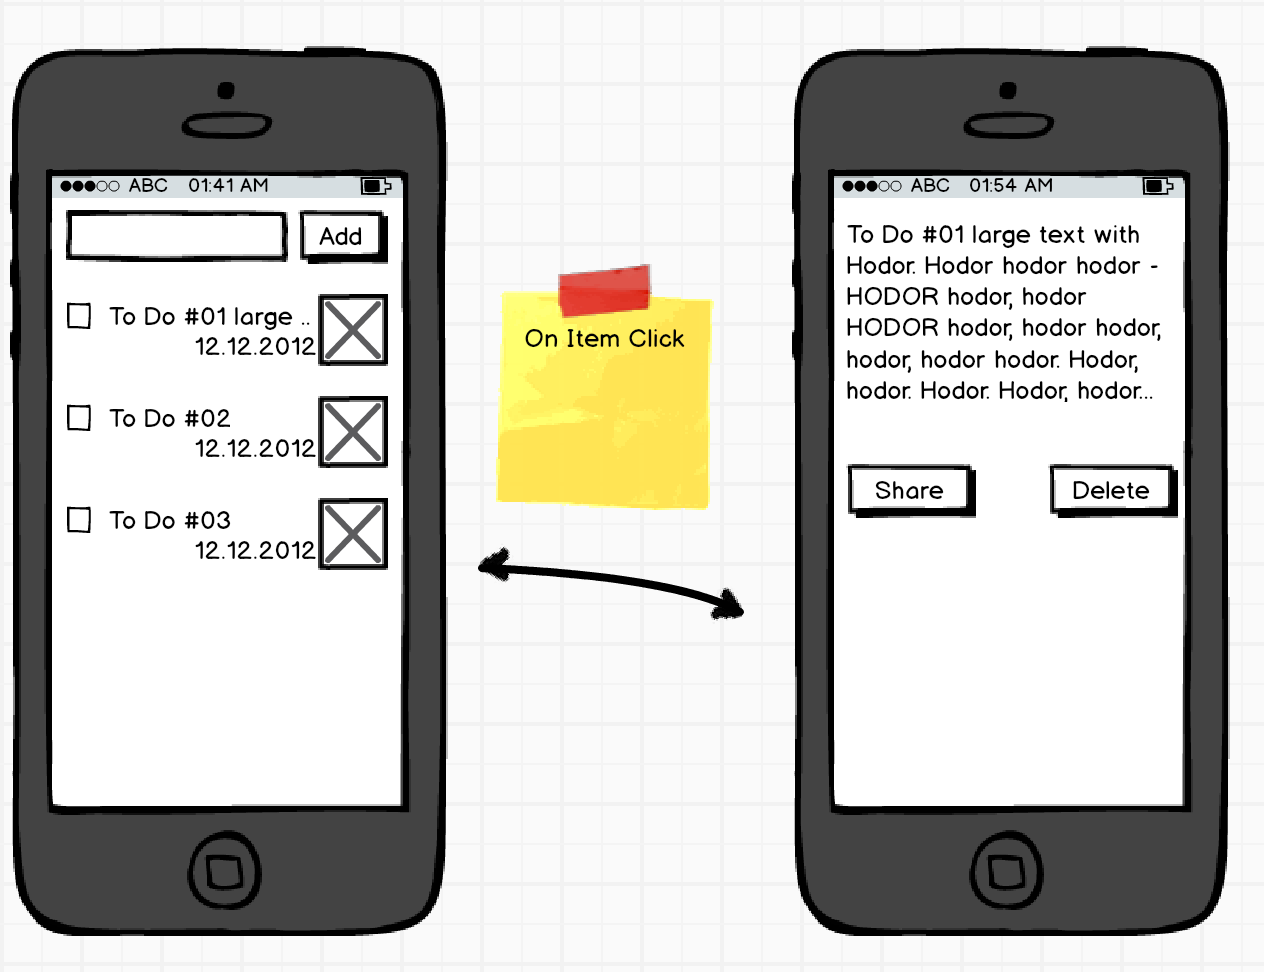 ABC 01:41 AM
Add
To Do #01 large ..
12.12.2012
To Do #02
12.12.2012
To Do #03
12.12.2012
On Item Click
ABC 01:54 AM
To Do #01 large text with
Hodor. Hodor hodor hodor -
HODOR hodor, hodor
HODOR hodor, hodor hodor,
hodor, hodor hodor. Hodor,
hodor. Hodor. Hodor, hodor...
Share Delete